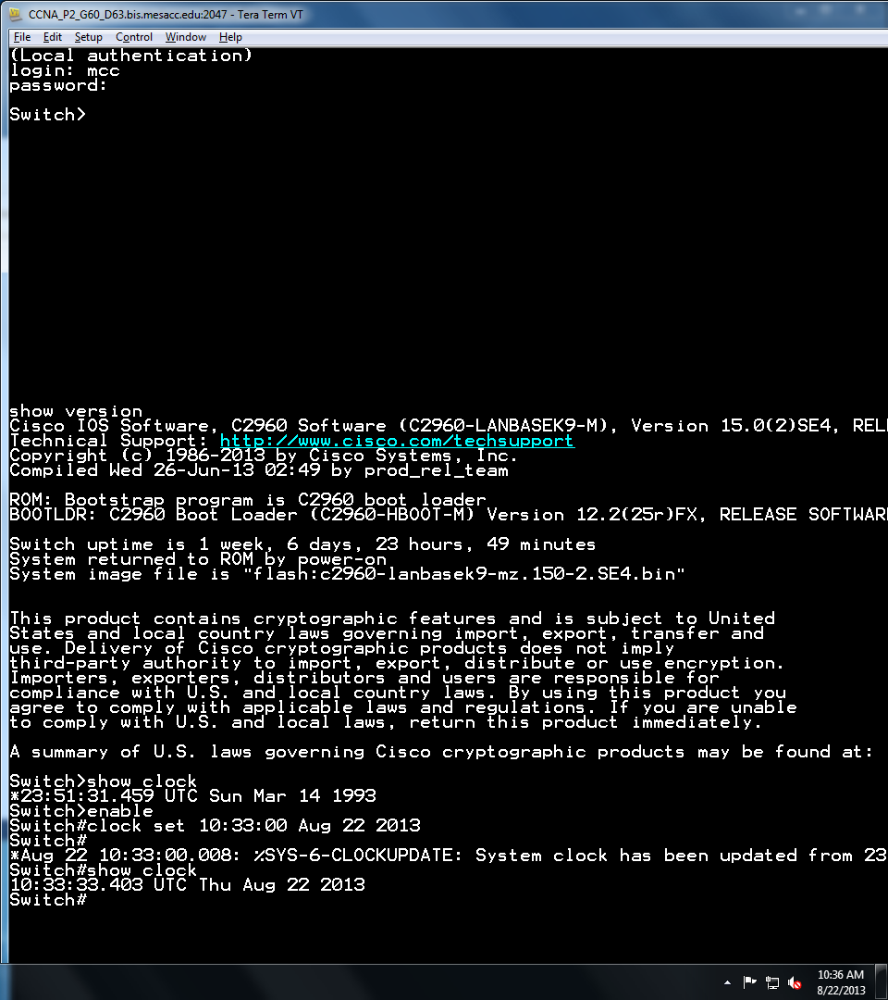 CCNA_P2_G60_D63.bis.mesacc.edu:2047 - Tera Term VT
File Edit Setup Control Window Help
(Local authentication)
login: mcc
password:
Switch>
show version
Cisco IOS Software, C2960 Software (C2960-LANBASEK9-M), Version 15.0(2)SE4, REL
Technical Support: http://www.cisco.com/techsupport
Copyright (c) 1986-2013 by Cisco Systems, Inc.
Compiled Wed 26-Jun-13 02:49 by prod_rel_team
ROM: Bootstrap program is C2960 boot loader
BOOTLDR: C2960 Boot Loader (C2960-HBOOT-M) Version 12.2(25r)FX, RELEASE SOFTWAR
Switch uptime is 1 week, 6 days, 23 hours, 49 minutes
System returned to ROM by power-on
System image file is "flash:c2960-lanbasek9-mz.150-2.SE4.bin"
This product contains cryptographic features and is subject to United
States and local country laws governing import, export, transfer and
use. Delivery of Cisco cryptographic products does not imply
third-party authority to import, export, distribute or use encryption.
Importers, exporters, distributors and users are responsible for
compliance with U.S. and local country laws. By using this product you
agree to comply with applicable laws and regulations. If you are unable
to comply with U.S. and local laws, return this product immediately.
A summary of U.S. laws governing Cisco cryptographic products may be found at:
Switch>show clock
*23:51:31.459 UTC Sun Mar 14 1993
Switch>enable
Switch#clock set 10:33:00 Aug 22 2013
Switch#
*Aug 22 10:33:00.008: %SYS-6-CLOCKUPDATE: System clock has been updated from 23
Switch#show clock
10:33:33.403 UTC Thu Aug 22 2013
Switch#
10:36 AM
8/22/2013